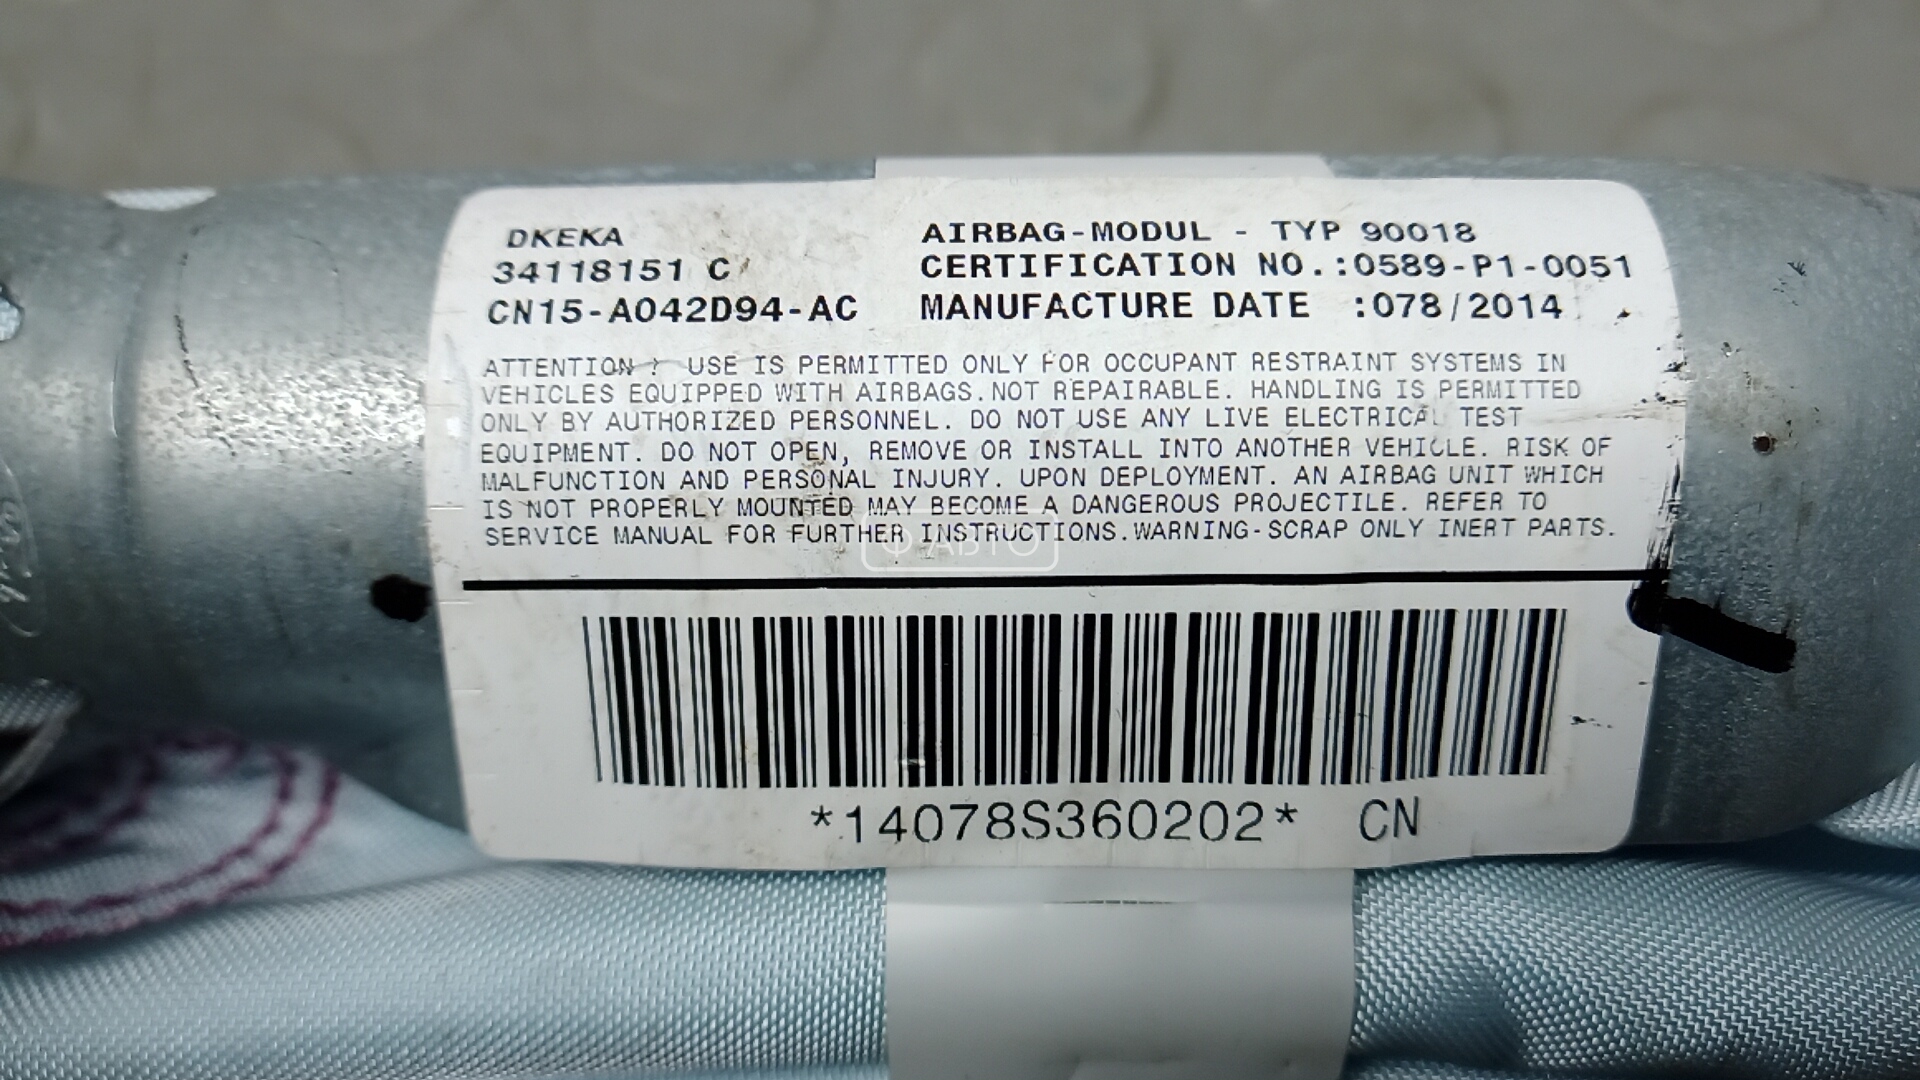 DKEKA
34118151 C
CN15-A042D94-AC
AIRBAG-MODUL - TYP 90018
CERTIFICATION NO.:0589-P1-0051
MANUFACTURE DATE :078/2014
ATTENTION ! USE IS PERMITTED ONLY FOR OCCUPANT RESTRAINT SYSTEMS IN
VEHICLES EQUIPPED WITH AIRBAGS.NOT REPAIRABLE. HANDLING IS PERMITTED
ONLY BY AUTHORIZED PERSONNEL. DO NOT USE ANY LIVE ELECTRICAL TEST
EQUIPMENT. DO NOT OPEN, REMOVE OR INSTALL INTO ANOTHER VEHICLE. RISK OF
MALFUNCTION AND PERSONAL INJURY. UPON DEPLOYMENT. AN AIRBAG UNIT WHICH
IS NOT PROPERLY MOUNTED MAY BECOME A DANGEROUS PROJECTILE. REFER TO
SERVICE MANUAL FOR FURTHER INSTRUCTIONS.WARNING-SCRAP ONLY INERT PARTS.
Ф-АВТО
*14078S360202* CN